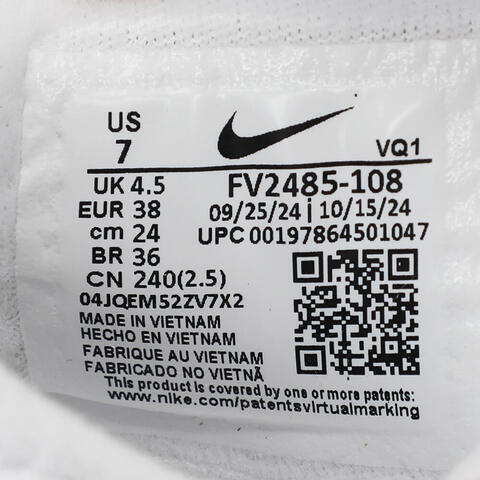 US
7
VQ1
UK 4.5
FV2485-108
EUR 38
09/25/24 | 10/15/24
cm 24
UPC 00197864501047
BR 36
CN 240(2.5)
04JQEM52ZV7X2
MADE IN VIETNAM
HECHO EN VIETNAM
FABRIQUE AU VIETNAM
FABRICADO NO VIETNÃ
This product is covered by one or more patents:
www.nike.com/patentsvirtualmarking